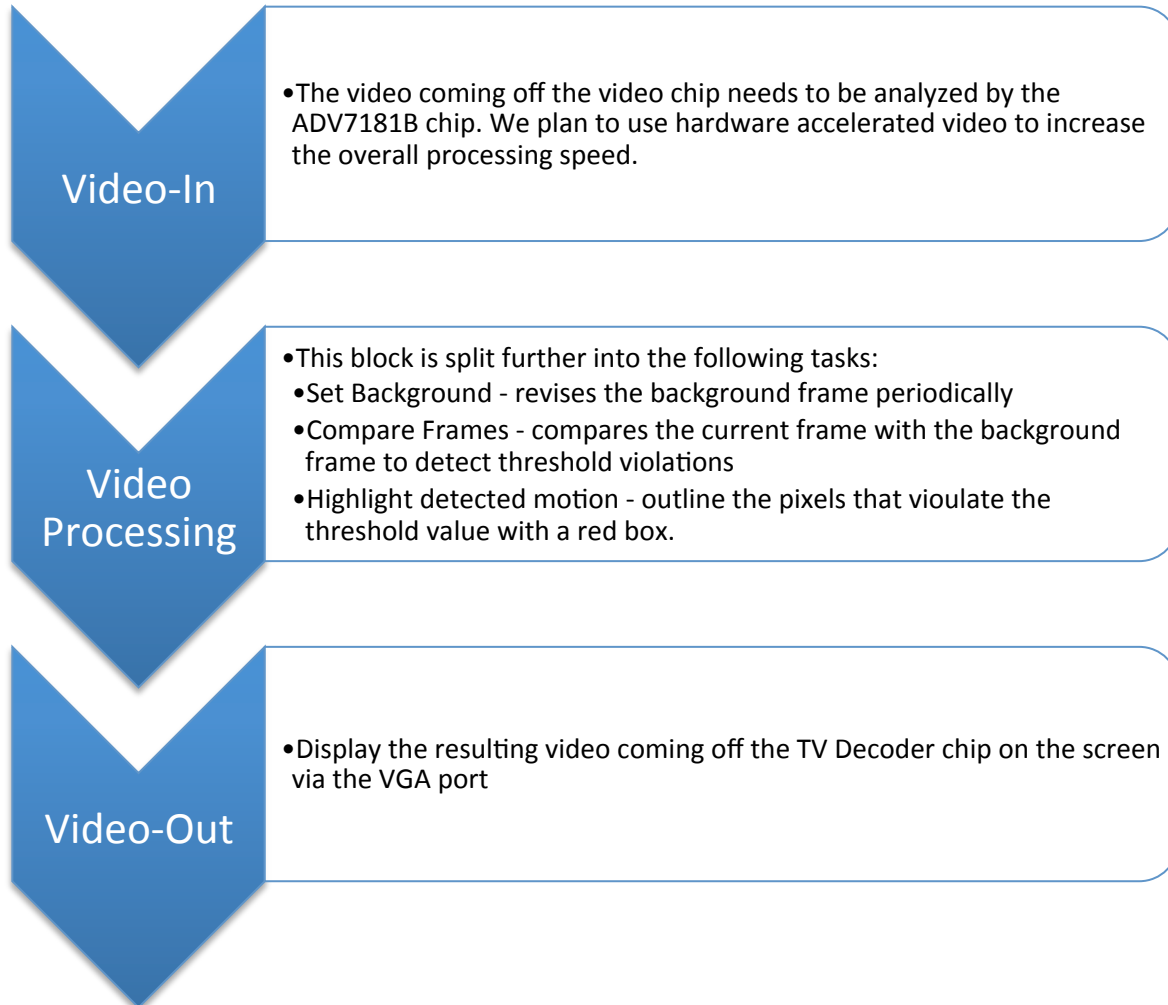 Video-In
•The video coming off the video chip needs to be analyzed by the
ADV7181B chip. We plan to use hardware accelerated video to increase
the overall processing speed.
Video
Processing
•This block is split further into the following tasks:
•Set Background - revises the background frame periodically
•Compare Frames - compares the current frame with the background
frame to detect threshold violations
•Highlight detected motion - outline the pixels that vioulate the
threshold value with a red box.
Video-Out
•Display the resulting video coming off the TV Decoder chip on the screen
via the VGA port